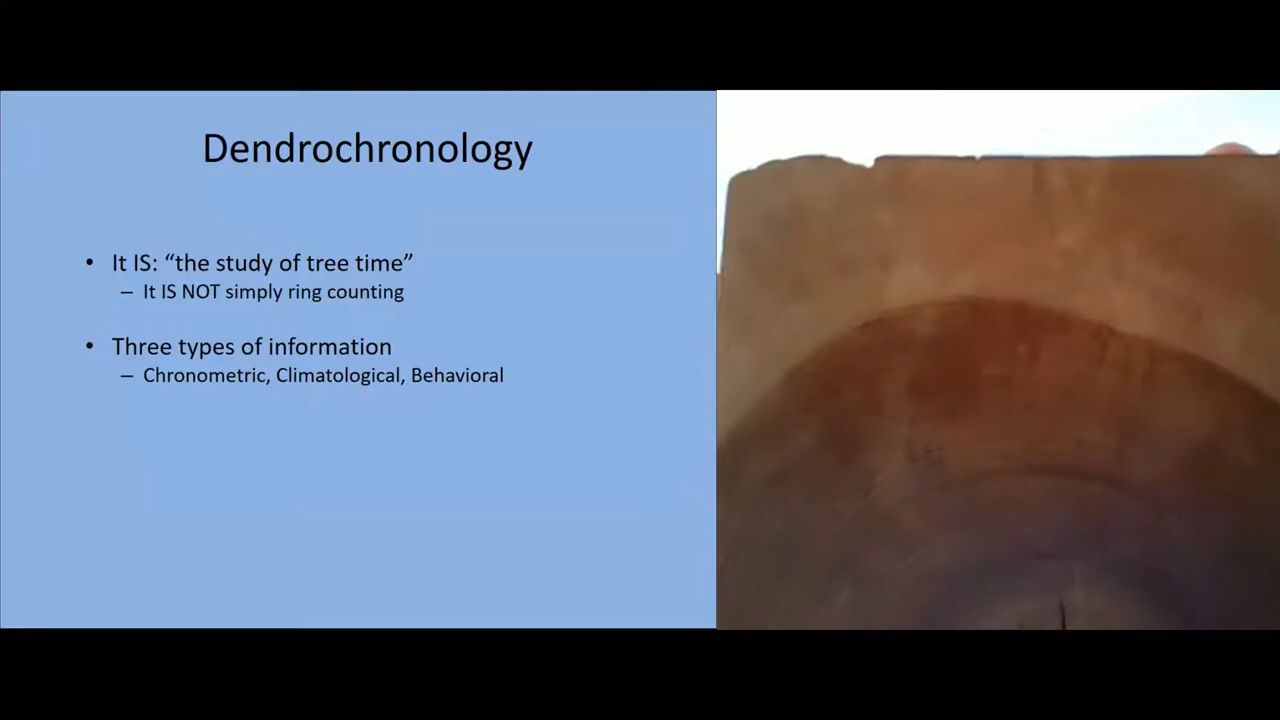 Dendrochronology
• It IS: “the study of tree time”
– It IS NOT simply ring counting
• Three types of information
– Chronometric, Climatological, Behavioral